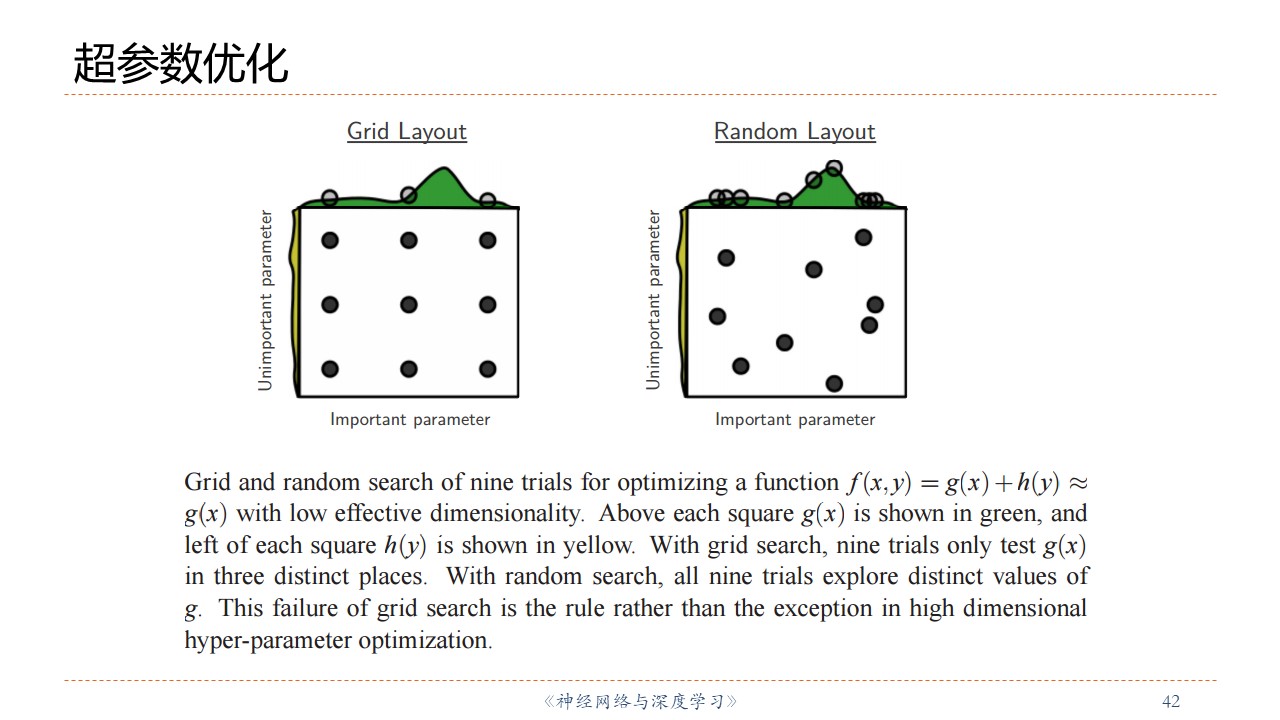 超参数优化
Grid Layout
Random Layout
Unimportant parameter
Unimportant parameter
Important parameter
Important parameter
Grid and random search of nine trials for optimizing a function f(x,y) = g(x)+h(y) ≈
g(x) with low effective dimensionality. Above each square g(x) is shown in green, and
left of each square h(y) is shown in yellow. With grid search, nine trials only test g(x)
in three distinct places. With random search, all nine trials explore distinct values of
g. This failure of grid search is the rule rather than the exception in high dimensional
hyper-parameter optimization.
《神经网络与深度学习》
42